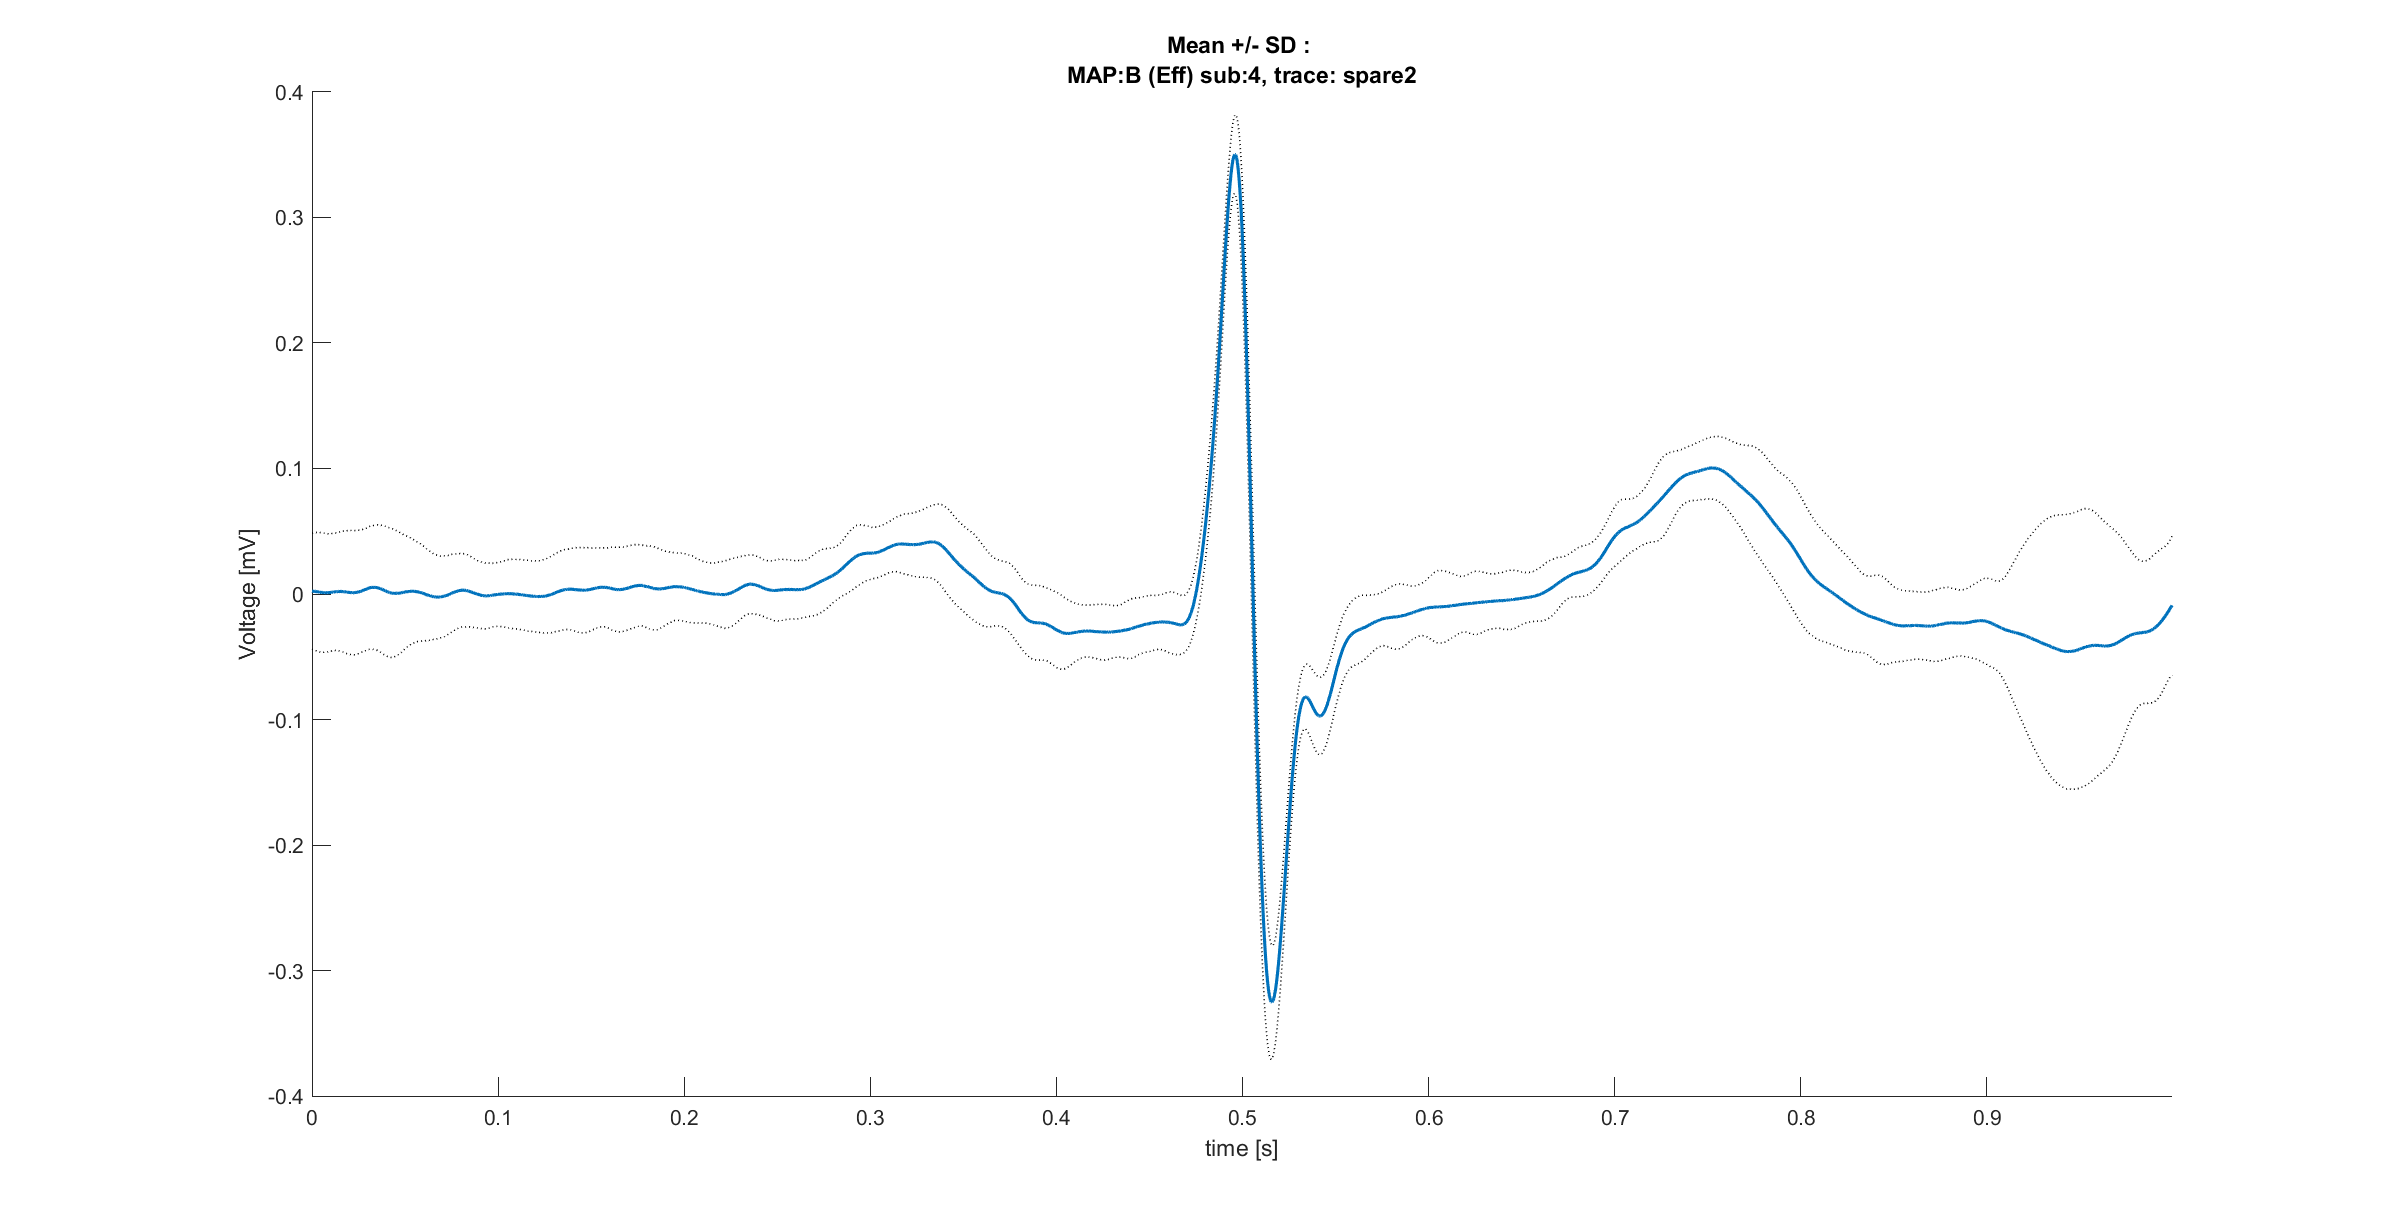 Mean +/- SD :
MAP:B (Eff) sub:4, trace: spare2
0.4
0.3
0.2
0.1
0
-0.1
-0.2
-0.3
-0.4
Voltage [mV]
0 0.1 0.2 0.3 0.4 0.5 0.6 0.7 0.8 0.9
time [s]